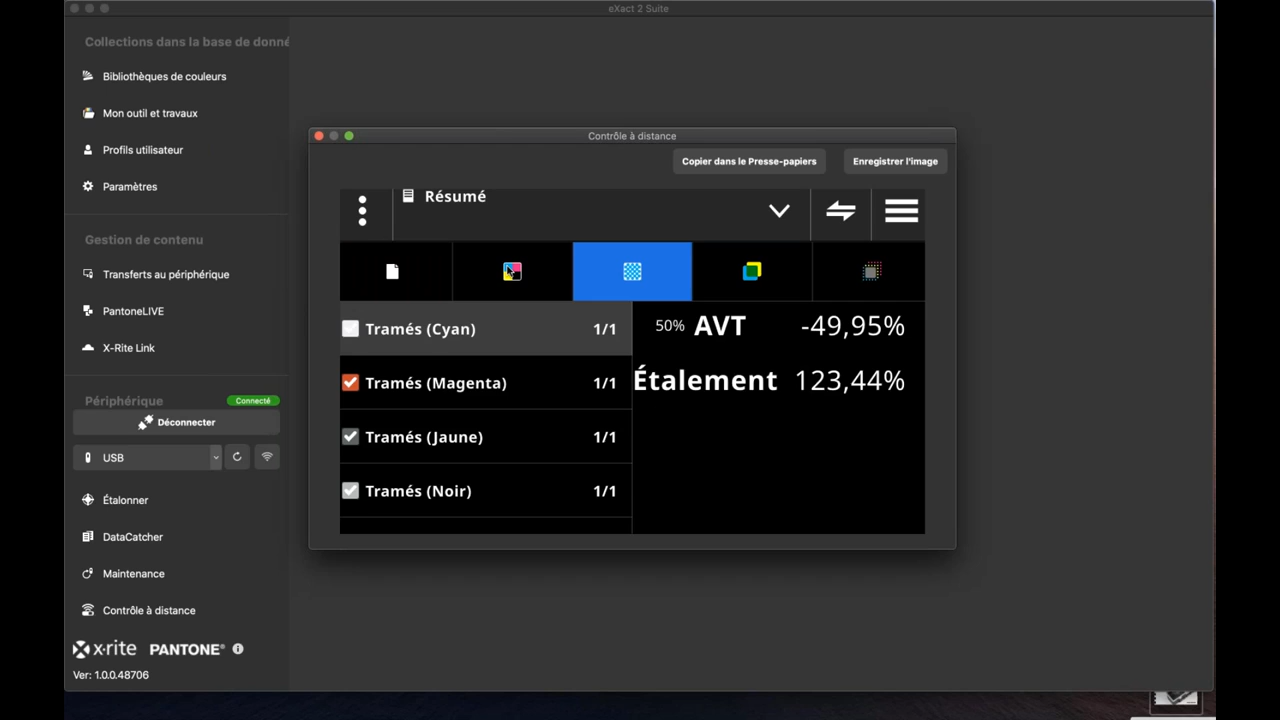 eXact 2 Suite
Collections dans la base de donné
Bibliothèques de couleurs
Mon outil et travaux
Profils utilisateur
Paramètres
Gestion de contenu
Transferts au périphérique
PantoneLIVE
X-Rite Link
Périphérique
Connecté
Déconnecter
USB
Étalonner
DataCatcher
Maintenance
Contrôle à distance
x·rite PANTONE®
Ver: 1.0.0.48706
Contrôle à distance
Copier dans le Presse-papiers
Enregistrer l'image
Résumé
Tramés (Cyan) 1/1
Tramés (Magenta) 1/1
Tramés (Jaune) 1/1
Tramés (Noir) 1/1
50% AVT -49,95%
Étalement 123,44%